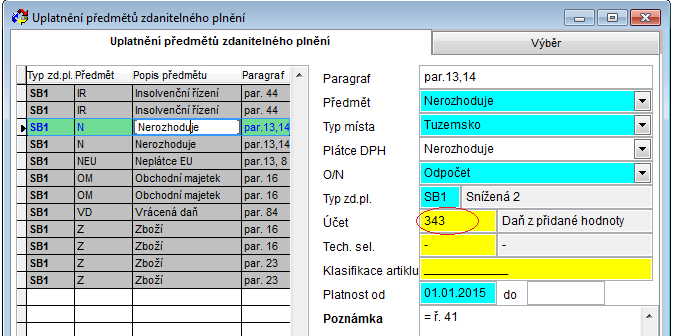 Uplatnění předmětů zdanitelného plnění
Uplatnění předmětů zdanitelného plnění Výběr
Typ zd.pl. Předmět Popis předmětu Paragraf
SB1 IR Insolvenční řízení par. 44
SB1 IR Insolvenční řízení par. 44
SB1 N Nerozhoduje par.13,14
SB1 N Nerozhoduje par.13,14
SB1 NEU Neplátce EU par.13, 8
SB1 OM Obchodní majetek par. 16
SB1 OM Obchodní majetek par. 16
SB1 VD Vrácená daň par. 84
SB1 Z Zboží par. 16
SB1 Z Zboží par. 16
SB1 Z Zboží par. 23
SB1 Z Zboží par. 23
Paragraf par.13,14
Předmět Nerozhoduje
Typ místa Tuzemsko
Plátce DPH Nerozhoduje
O/N Odpočet
Typ zd.pl. SB1 Snížená 2
Účet 343 Daň z přidané hodnoty
Tech. sel. - -
Klasifikace artiklu
Platnost od 01.01.2015 do
Poznámka = ř. 41